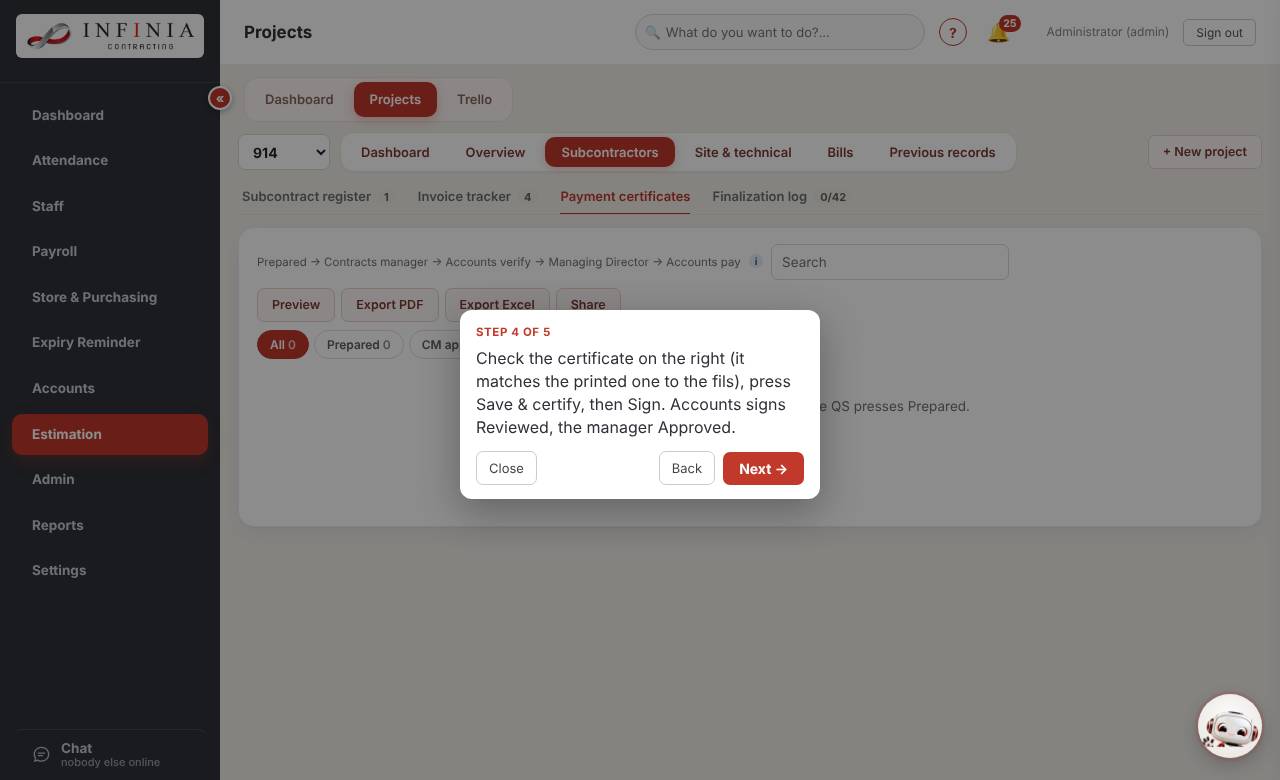 INFINIA
CONTRACTING
Projects
What do you want to do?...
?
25
Administrator (admin)
Sign out
«
Dashboard
Attendance
Staff
Payroll
Store & Purchasing
Expiry Reminder
Accounts
Estimation
Admin
Reports
Settings
Chat
nobody else online
Dashboard
Projects
Trello
914
Dashboard
Overview
Subcontractors
Site & technical
Bills
Previous records
+ New project
Subcontract register 1
Invoice tracker 4
Payment certificates
Finalization log 0/42
Prepared → Contracts manager → Accounts verify → Managing Director → Accounts pay i
Search
Preview
Export PDF
Export Excel
Share
All 0
Prepared 0
CM ap
QS presses Prepared.
STEP 4 OF 5
Check the certificate on the right (it
matches the printed one to the fils), press
Save & certify, then Sign. Accounts signs
Reviewed, the manager Approved.
Close
Back
Next →